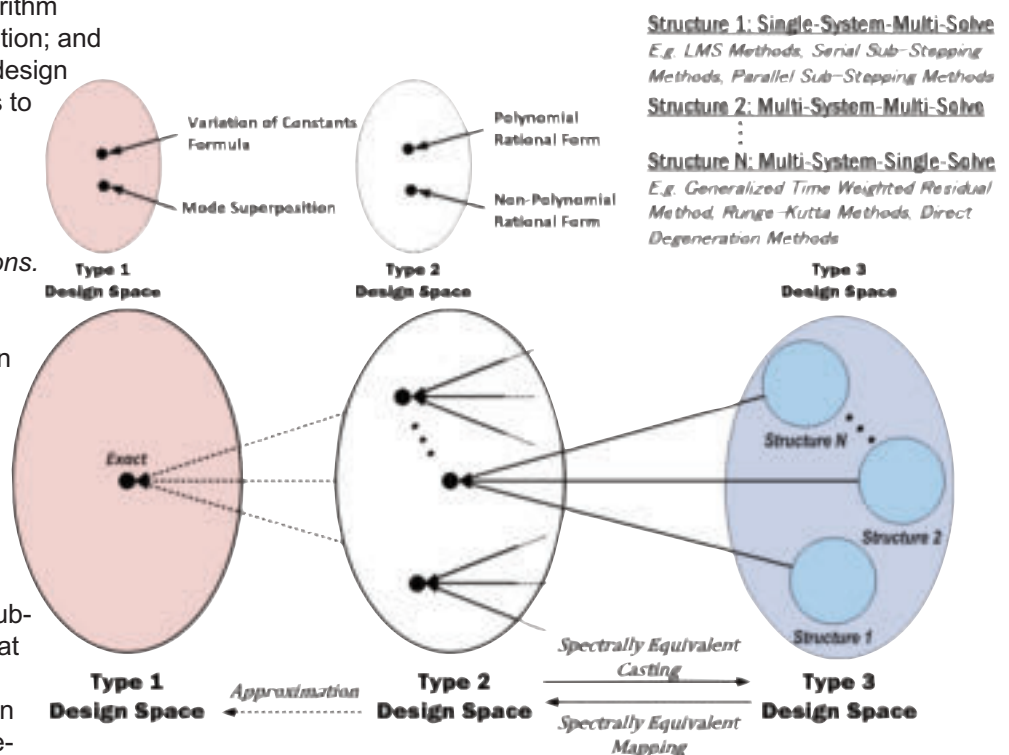 rithm
tion; and
design
s to
ons.
n
ub-
at
n
e-
Structure 1: Single-System-Multi-Solve
E.g. LMS Methods, Serial Sub-Stepping
Methods, Parallel Sub-Stepping Methods
Structure 2: Multi-System-Multi-Solve
Structure N: Multi-System-Single-Solve
E.g. Generalized Time Weighted Residual
Method, Runge-Kutta Methods, Direct
Degeneration Methods
Variation of Constants
Formula
Mode Superposition
Polynomial
Rational Form
Non-Polynomial
Rational Form
Type 1
Design Space
Type 2
Design Space
Type 3
Design Space
Exact
Structure N
Structure 2
Structure 1
Type 1
Design Space
Approximation
Type 2
Design Space
Spectrally Equivalent
Casting
Spectrally Equivalent
Mapping
Type 3
Design Space